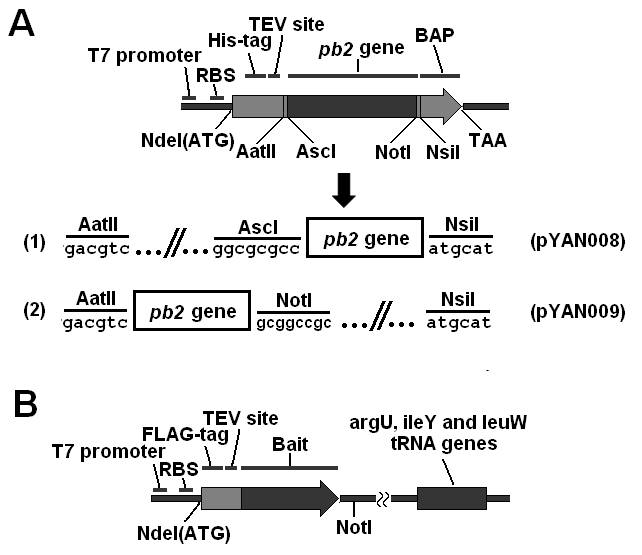 A
TEV site
His-tag
pb2 gene
BAP
T7 promoter
RBS
NdeI(ATG)
AatII
AscI
NotI
NsiI
TAA
(1)
AatII
gacgtc
...//...
AscI
ggcgcgcc
pb2 gene
NsiI
atgcat
(pYAN008)
(2)
AatII
gacgtc
pb2 gene
NotI
gcggccgc
...//...
NsiI
atgcat
(pYAN009)
B
TEV site
FLAG-tag
Bait
argU, ileY and leuW
tRNA genes
T7 promoter
RBS
NdeI(ATG)
NotI